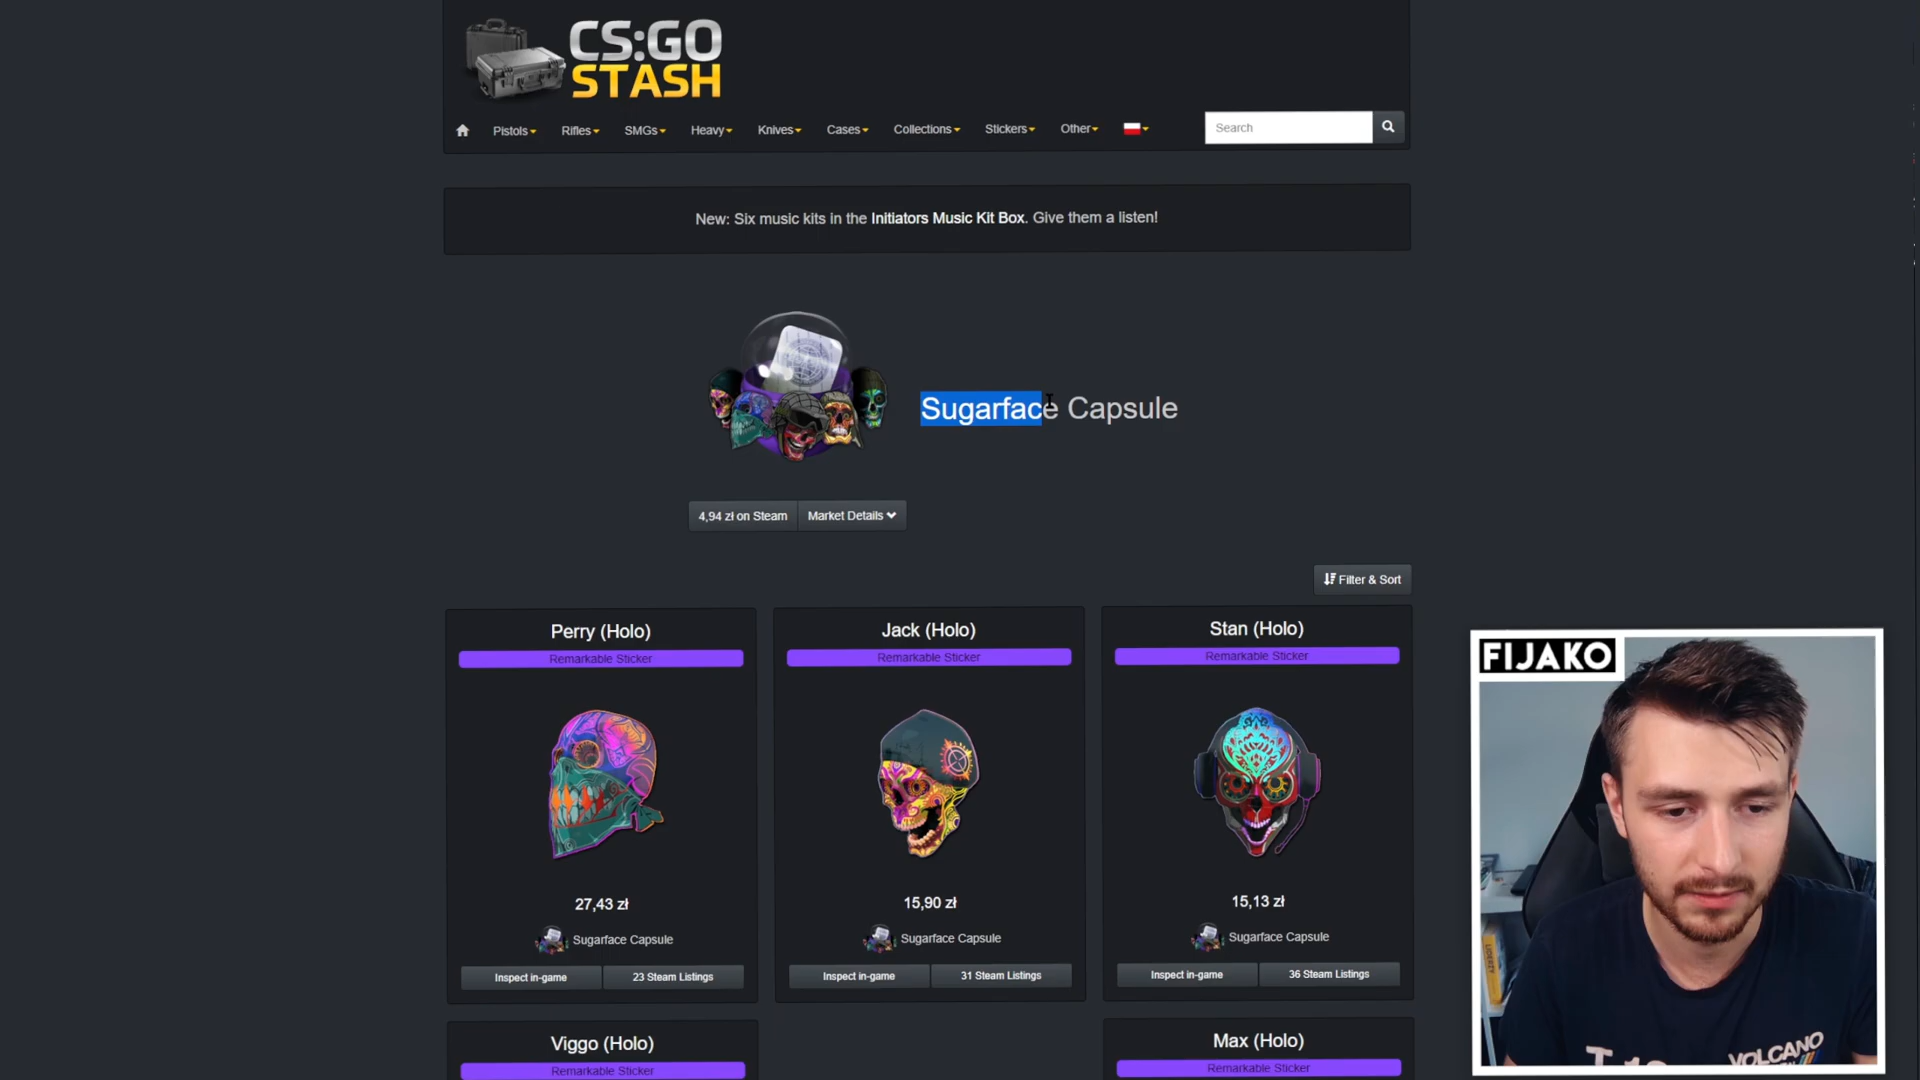 CS:GO
STASH
Pistols Rifles SMGs Heavy Knives Cases Collections Stickers Other Search
New: Six music kits in the Initiators Music Kit Box. Give them a listen!
Sugarface Capsule
4,94 zł on Steam Market Details
Filter & Sort
Perry (Holo)
Remarkable Sticker
27,43 zł
Sugarface Capsule
Inspect in-game 23 Steam Listings
Jack (Holo)
Remarkable Sticker
15,90 zł
Sugarface Capsule
Inspect in-game 31 Steam Listings
Stan (Holo)
Remarkable Sticker
15,13 zł
Sugarface Capsule
Inspect in-game 36 Steam Listings
Viggo (Holo)
Remarkable Sticker
Max (Holo)
Remarkable Sticker
FIJAKO
VOLCANO